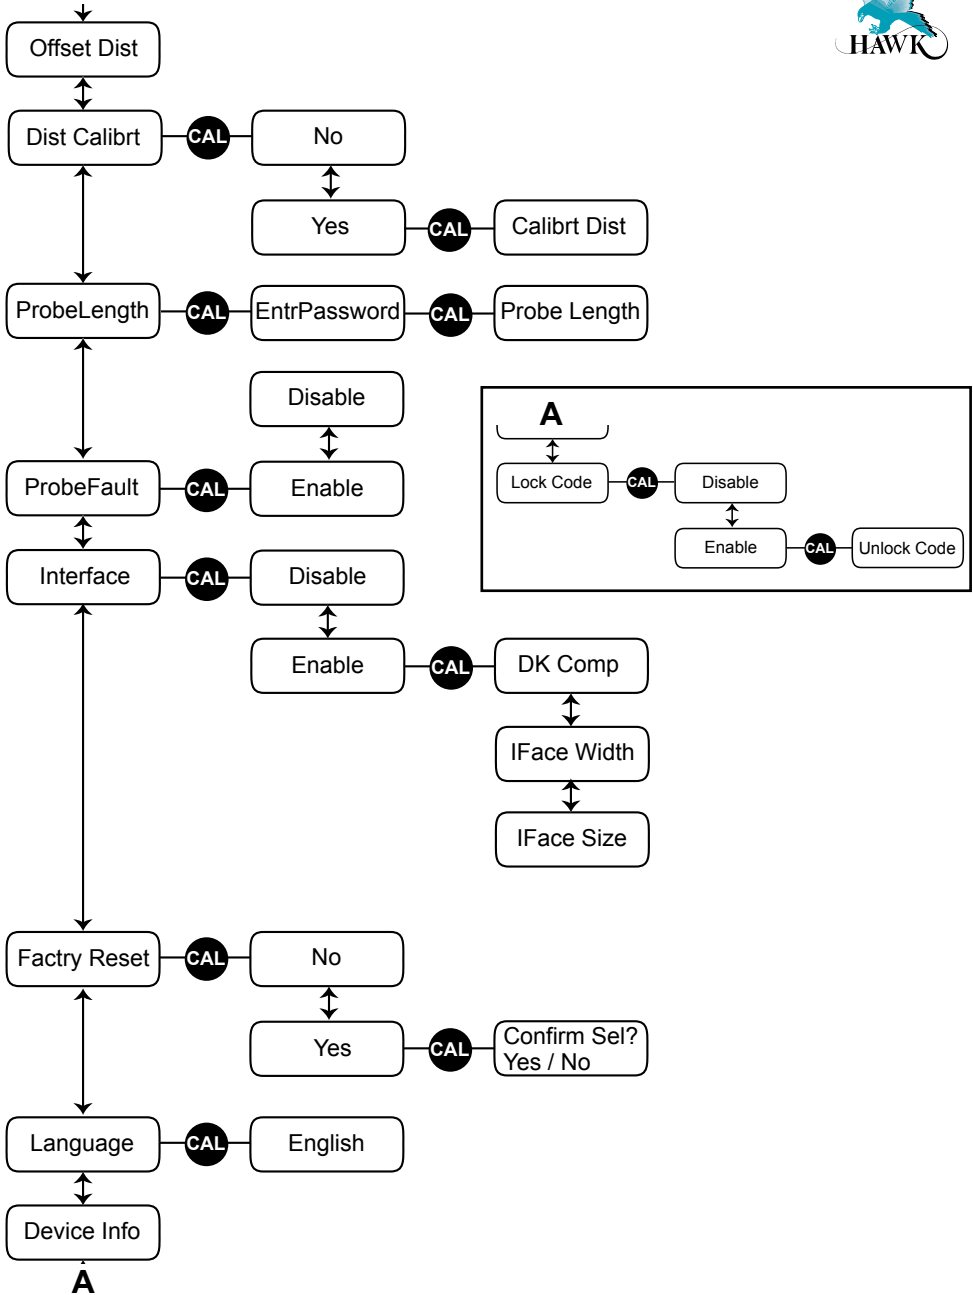 HAWK
Offset Dist
Dist Calibrt CAL No
Yes CAL Calibrt Dist
ProbeLength CAL EntrPassword CAL Probe Length
Disable
ProbeFault CAL Enable
A
Lock Code CAL Disable
Enable CAL Unlock Code
Interface CAL Disable
Enable CAL DK Comp
IFace Width
IFace Size
Factry Reset CAL No
Yes CAL Confirm Sel?
Yes / No
Language CAL English
Device Info
A